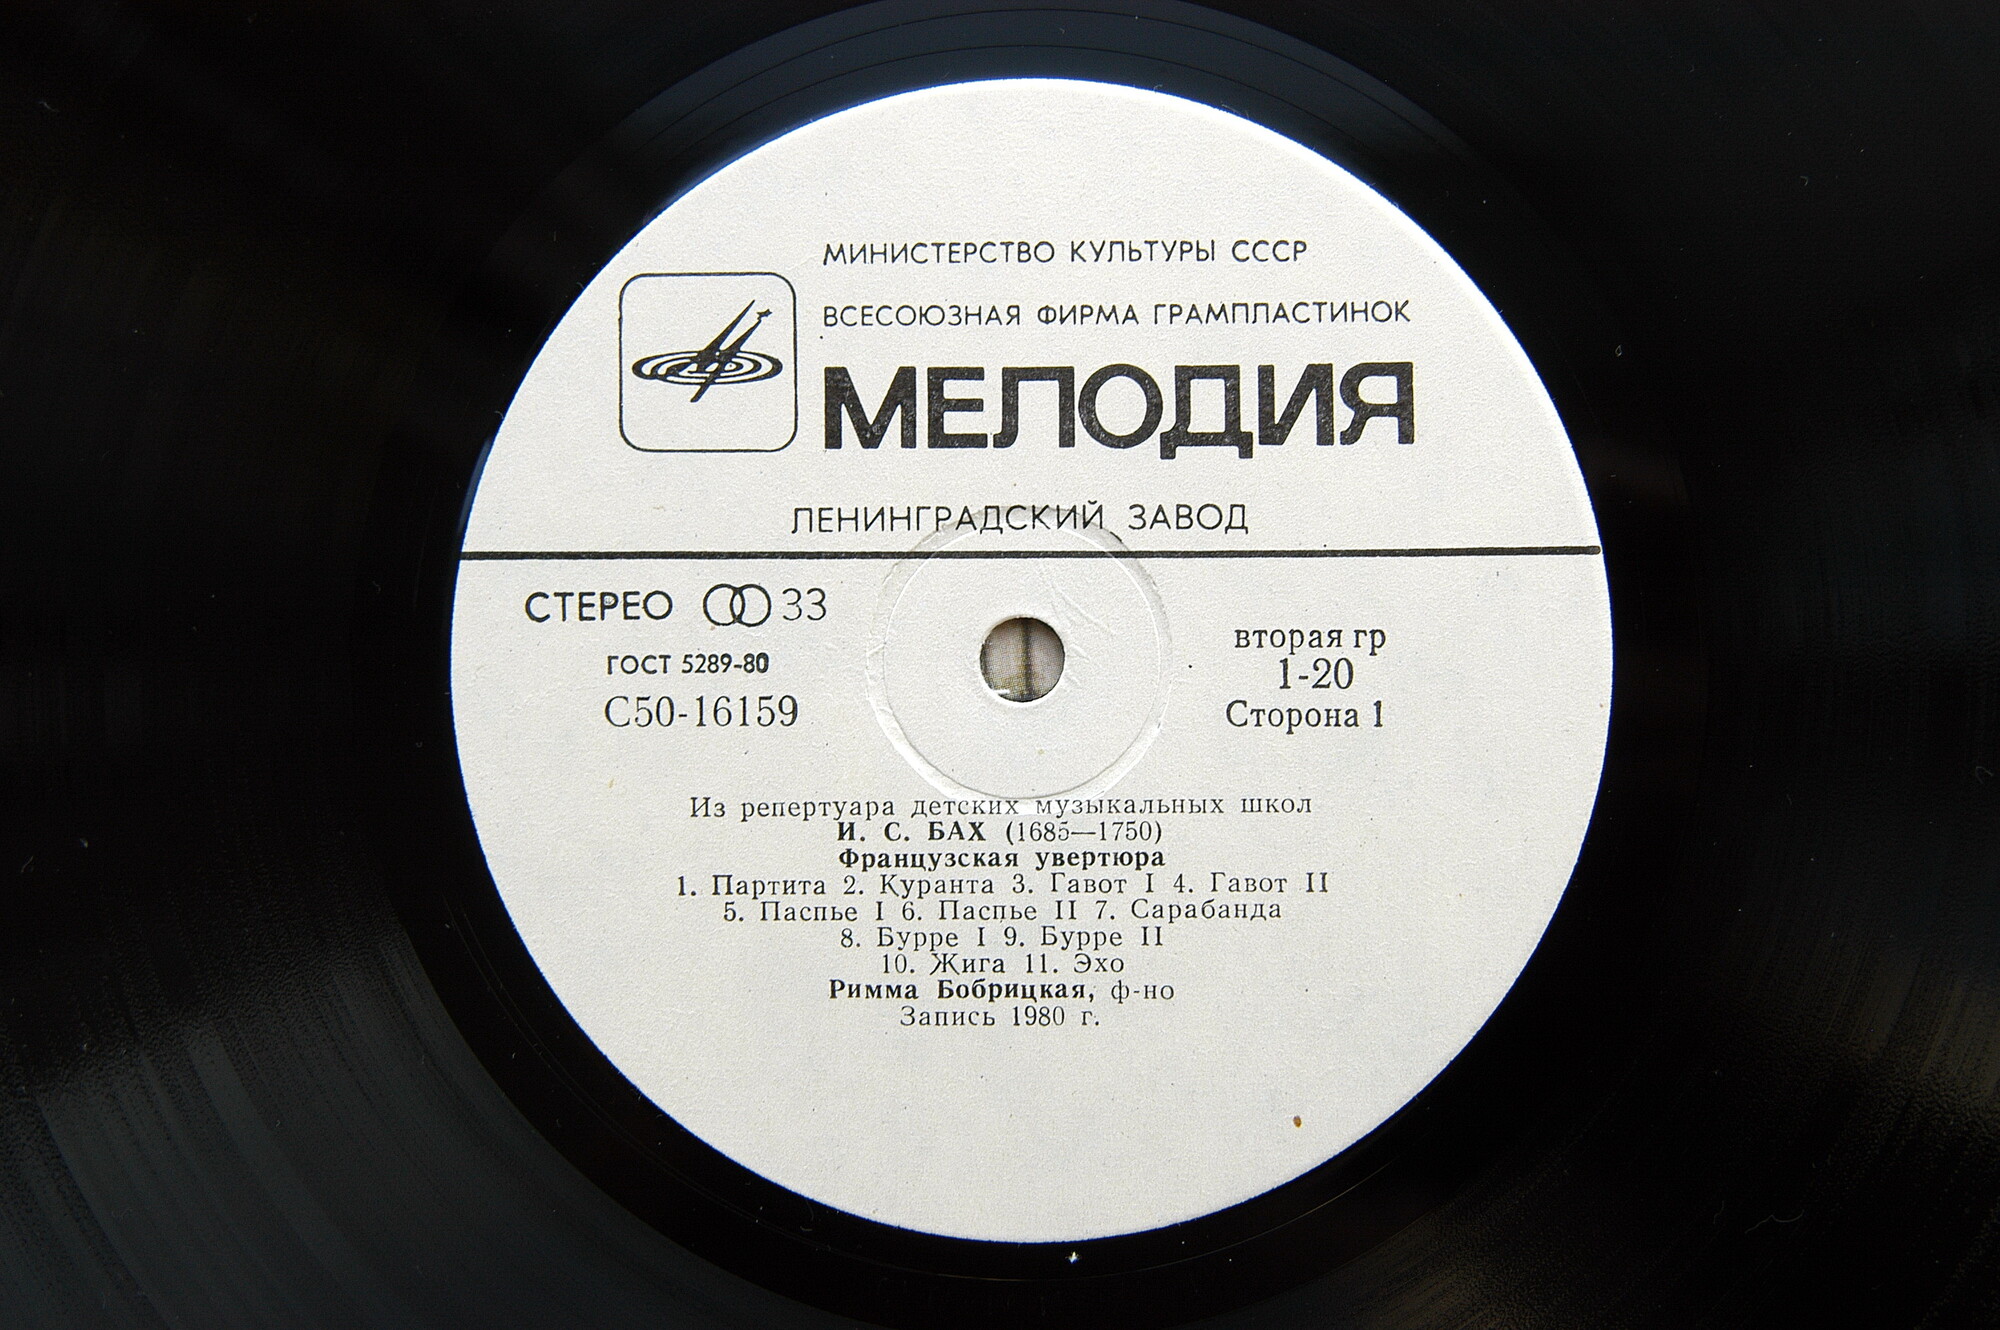 МИНИСТЕРСТВО КУЛЬТУРЫ СССР
ВСЕСОЮЗНАЯ ФИРМА ГРАМПЛАСТИНОК
МЕЛОДИЯ
ЛЕНИНГРАДСКИЙ ЗАВОД
СТЕРЕО 33
ГОСТ 5289-80
С50-16159
вторая гр
1-20
Сторона 1
Из репертуара детских музыкальных школ
И. С. БАХ (1685—1750)
Французская увертюра
1. Партита 2. Куранта 3. Гавот I 4. Гавот II
5. Паспье I 6. Паспье II 7. Сарабанда
8. Бурре I 9. Бурре II
10. Жига 11. Эхо
Римма Бобрицкая, ф-но
Запись 1980 г.